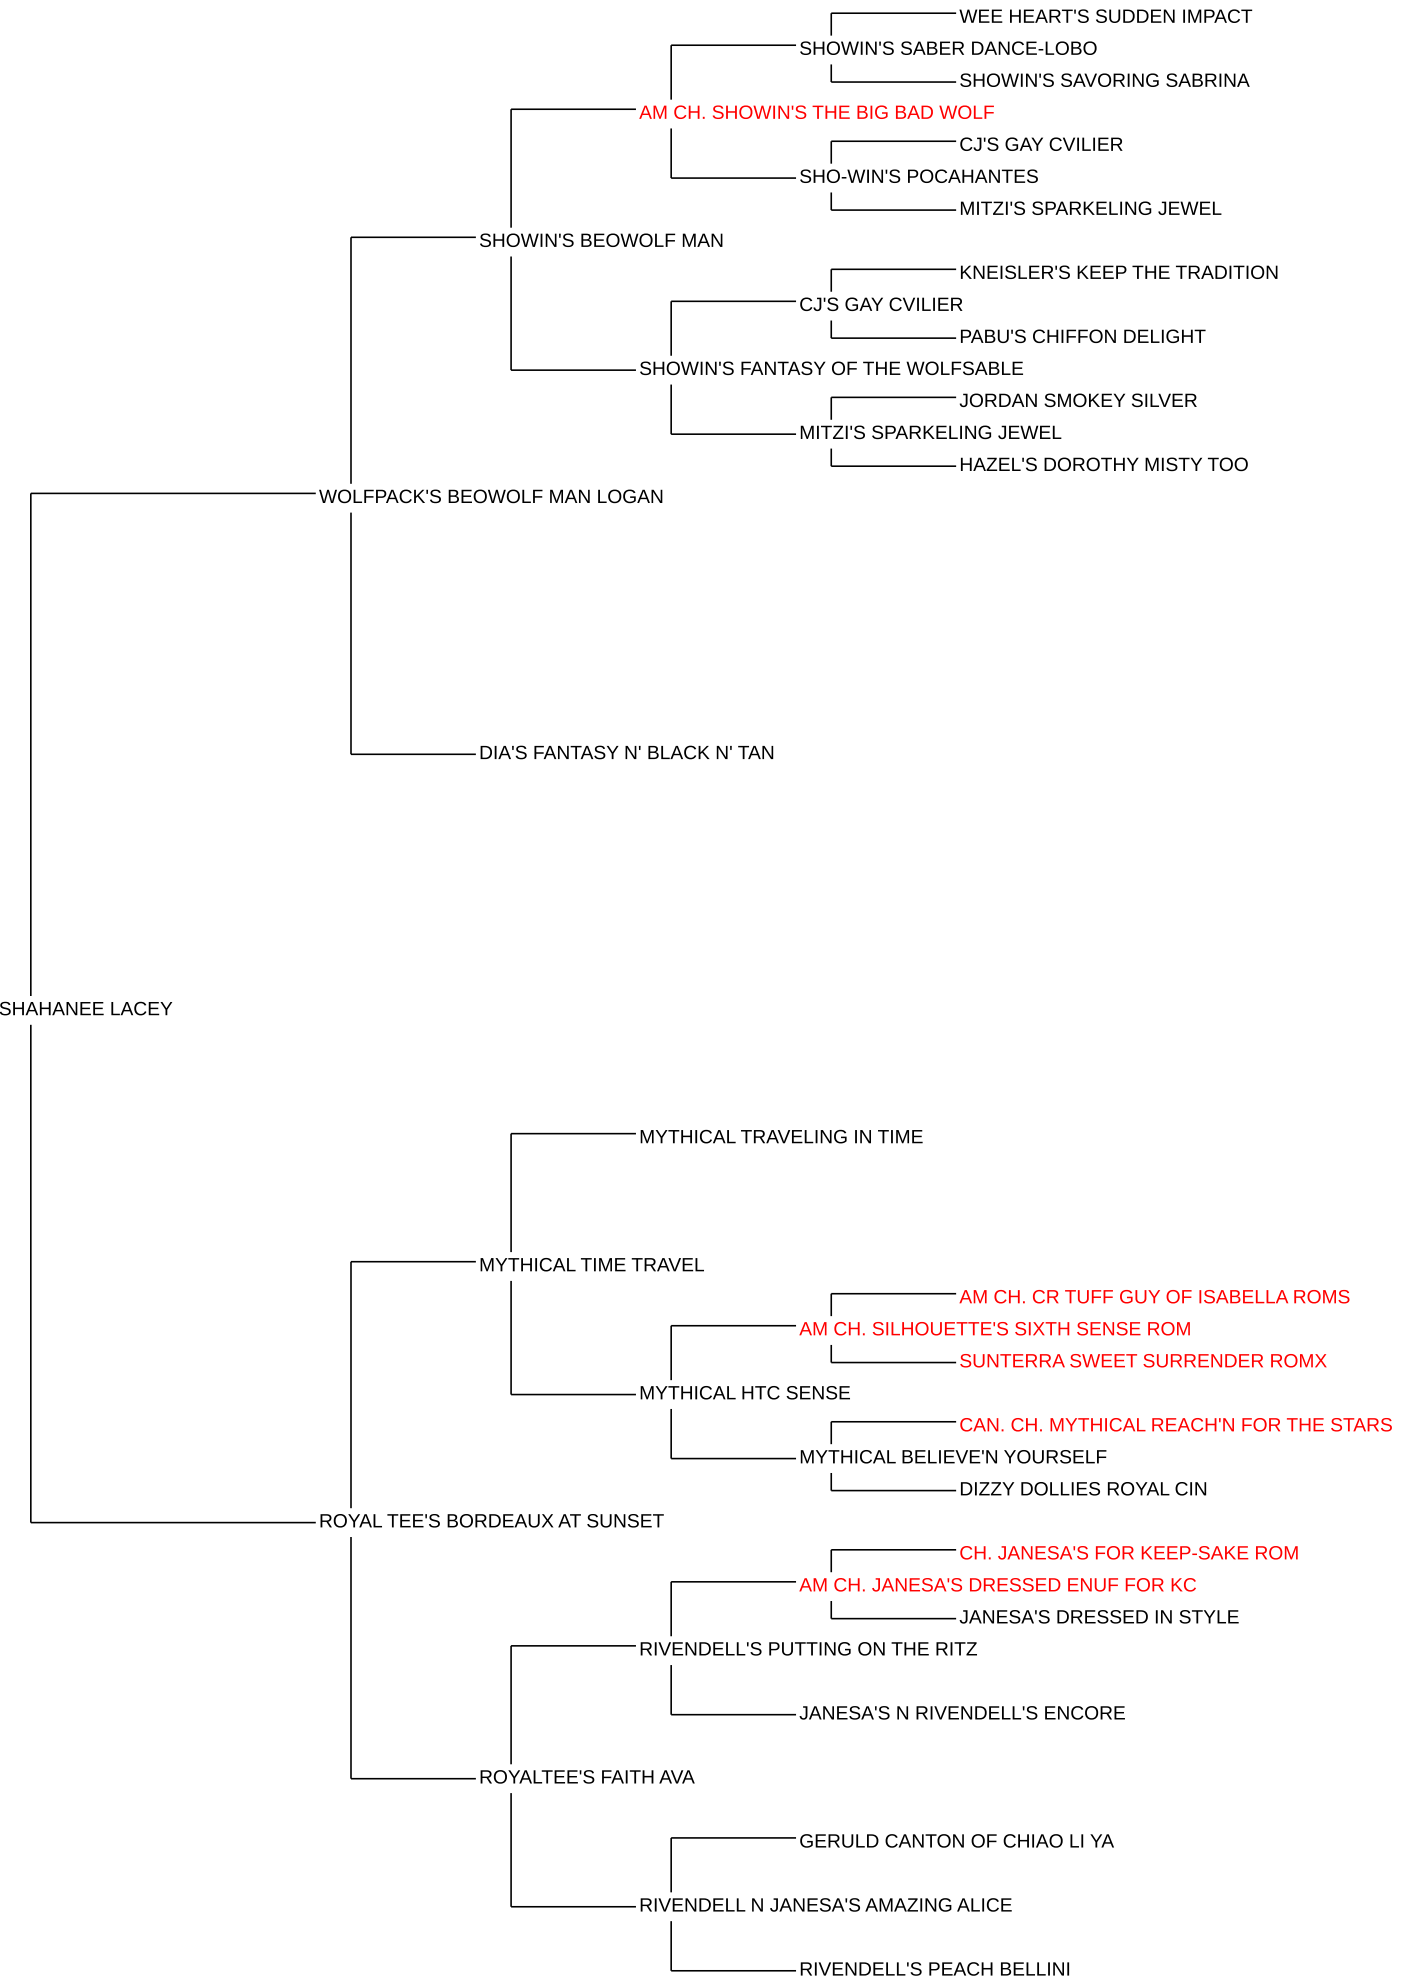 WEE HEART'S SUDDEN IMPACT
SHOWIN'S SABER DANCE-LOBO
SHOWIN'S SAVORING SABRINA
AM CH. SHOWIN'S THE BIG BAD WOLF
CJ'S GAY CVILIER
SHO-WIN'S POCAHANTES
MITZI'S SPARKELING JEWEL
SHOWIN'S BEOWOLF MAN
KNEISLER'S KEEP THE TRADITION
CJ'S GAY CVILIER
PABU'S CHIFFON DELIGHT
SHOWIN'S FANTASY OF THE WOLFSABLE
JORDAN SMOKEY SILVER
MITZI'S SPARKELING JEWEL
HAZEL'S DOROTHY MISTY TOO
WOLFPACK'S BEOWOLF MAN LOGAN
DIA'S FANTASY N' BLACK N' TAN
SHAHANEE LACEY
MYTHICAL TRAVELING IN TIME
MYTHICAL TIME TRAVEL
AM CH. CR TUFF GUY OF ISABELLA ROMS
AM CH. SILHOUETTE'S SIXTH SENSE ROM
SUNTERRA SWEET SURRENDER ROMX
MYTHICAL HTC SENSE
CAN. CH. MYTHICAL REACH'N FOR THE STARS
MYTHICAL BELIEVE'N YOURSELF
DIZZY DOLLIES ROYAL CIN
ROYAL TEE'S BORDEAUX AT SUNSET
CH. JANESA'S FOR KEEP-SAKE ROM
AM CH. JANESA'S DRESSED ENUF FOR KC
JANESA'S DRESSED IN STYLE
RIVENDELL'S PUTTING ON THE RITZ
JANESA'S N RIVENDELL'S ENCORE
ROYALTEE'S FAITH AVA
GERULD CANTON OF CHIAO LI YA
RIVENDELL N JANESA'S AMAZING ALICE
RIVENDELL'S PEACH BELLINI